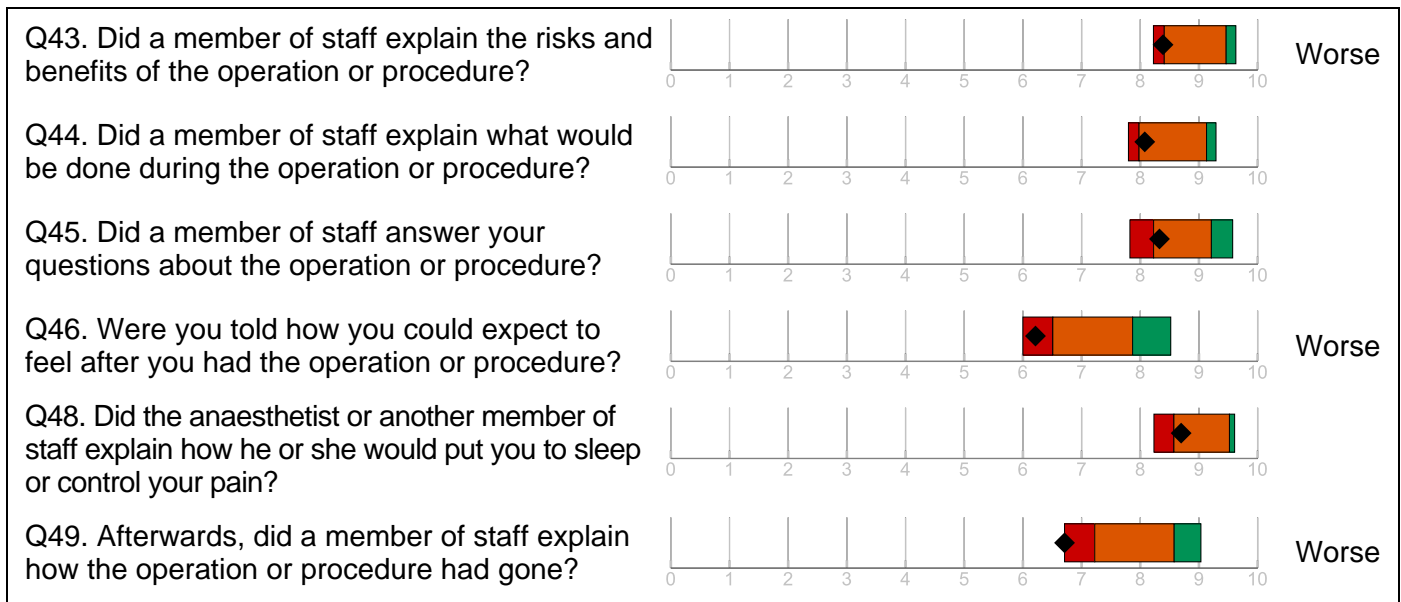 Q43. Did a member of staff explain the risks and
benefits of the operation or procedure?
Worse
0 1 2 3 4 5 6 7 8 9 10
Q44. Did a member of staff explain what would
be done during the operation or procedure?
0 1 2 3 4 5 6 7 8 9 10
Q45. Did a member of staff answer your
questions about the operation or procedure?
0 1 2 3 4 5 6 7 8 9 10
Q46. Were you told how you could expect to
feel after you had the operation or procedure?
Worse
0 1 2 3 4 5 6 7 8 9 10
Q48. Did the anaesthetist or another member of
staff explain how he or she would put you to sleep
or control your pain?
0 1 2 3 4 5 6 7 8 9 10
Q49. Afterwards, did a member of staff explain
how the operation or procedure had gone?
Worse
0 1 2 3 4 5 6 7 8 9 10